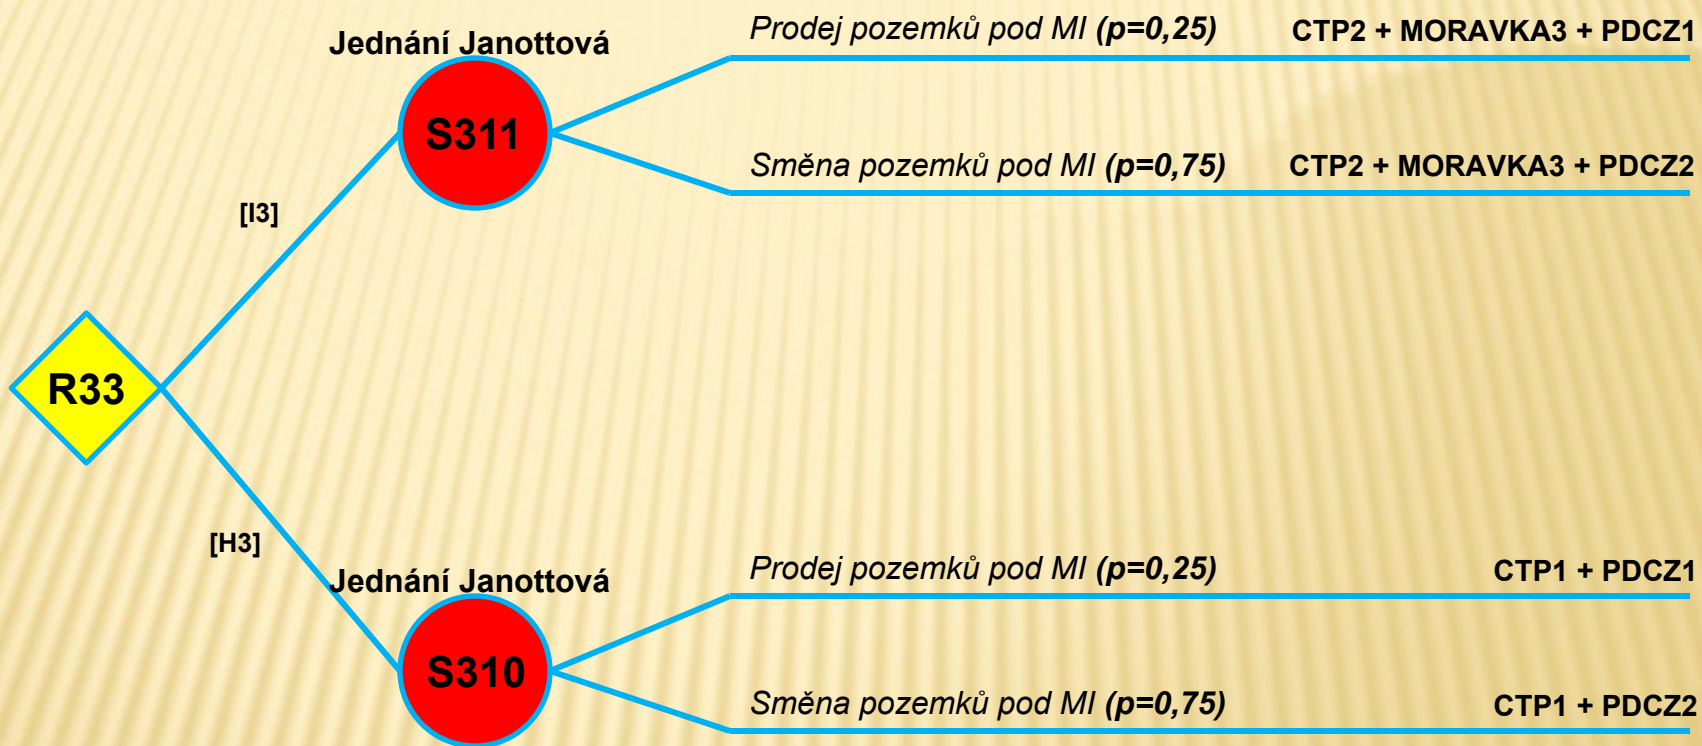 Jednání Janottová
S311
Prodej pozemků pod MI (p=0,25) CTP2 + MORAVKA3 + PDCZ1
Směna pozemků pod MI (p=0,75) CTP2 + MORAVKA3 + PDCZ2
[I3]
R33
[H3]
Jednání Janottová
S310
Prodej pozemků pod MI (p=0,25) CTP1 + PDCZ1
Směna pozemků pod MI (p=0,75) CTP1 + PDCZ2